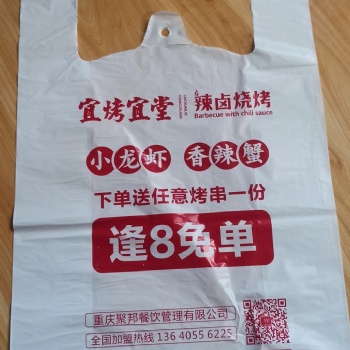 宜烤宜堂 辣卤烧烤
Barbecue with chili sauce
小龙虾 香辣蟹
下单送任意烤串一份
逢8免单
重庆聚邦餐饮管理有限公司
全国加盟热线 136 4055 6225